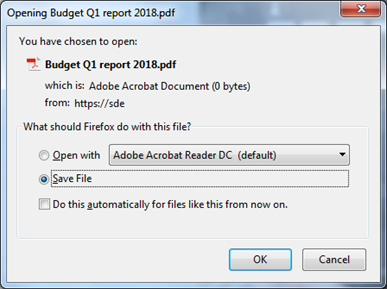 Opening Budget Q1 report 2018.pdf
You have chosen to open:
Budget Q1 report 2018.pdf
which is: Adobe Acrobat Document (0 bytes)
from: https://sde
What should Firefox do with this file?
Open with Adobe Acrobat Reader DC (default)
Save File
Do this automatically for files like this from now on.
OK Cancel